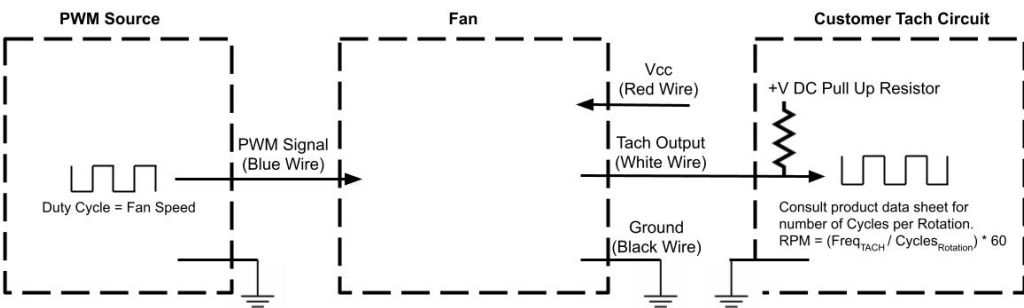 PWM Source
Fan
Customer Tach Circuit
Vcc
(Red Wire)
+V DC Pull Up Resistor
PWM Signal
(Blue Wire)
Tach Output
(White Wire)
Duty Cycle = Fan Speed
Consult product data sheet for
number of Cycles per Rotation.
RPM = (FreqTACH / CyclesRotation) * 60
Ground
(Black Wire)